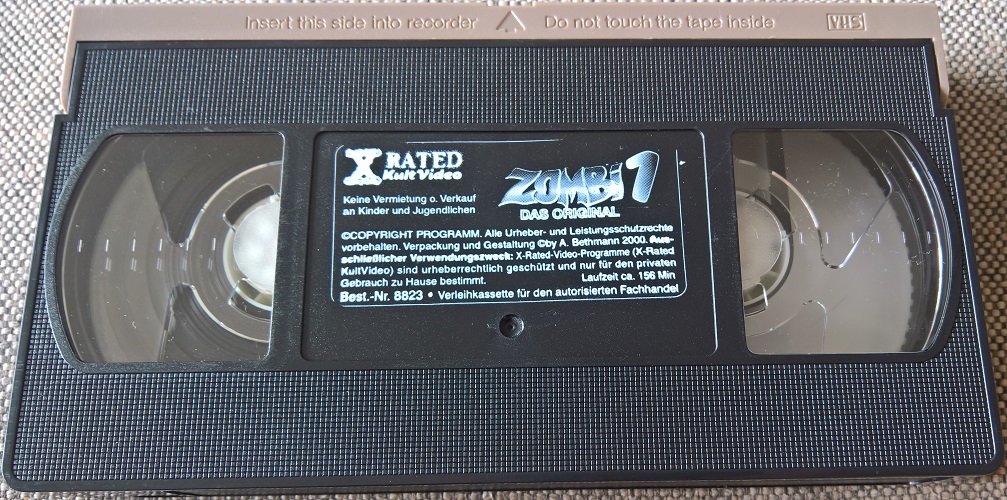 Insert this side into recorder
Do not touch the tape inside
VHS
X RATED
KultVideo
ZOMBi 1
DAS ORIGINAL
Keine Vermietung o. Verkauf
an Kinder und Jugendlichen
©COPYRIGHT PROGRAMM. Alle Urheber- und Leistungsschutzrechte
vorbehalten. Verpackung und Gestaltung ©by A. Bethmann 2000. Aus-
schließlicher Verwendungszweck: X-Rated-Video-Programme (X-Rated
KultVideo) sind urheberrechtlich geschützt und nur für den privaten
Gebrauch zu Hause bestimmt.
Laufzeit ca. 156 Min
Best.-Nr. 8823 • Verleihkassette für den autorisierten Fachhandel